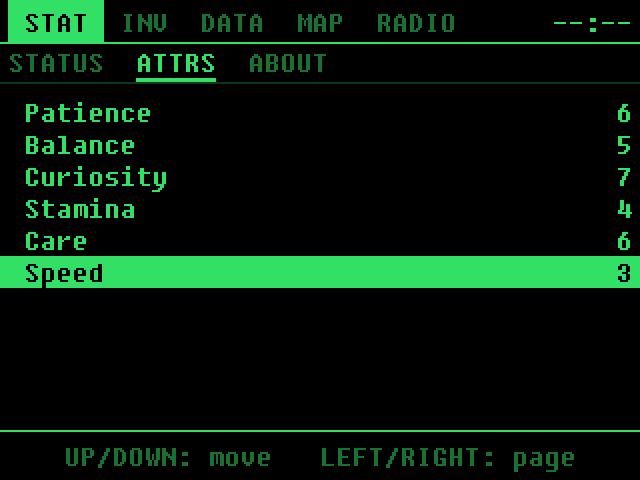 STAT INV DATA MAP RADIO --:--
STATUS ATTRS ABOUT
Patience 6
Balance 5
Curiosity 7
Stamina 4
Care 6
Speed 3
UP/DOWN: move LEFT/RIGHT: page